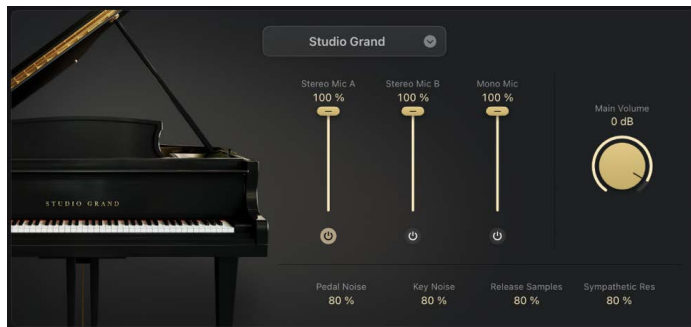 Studio Grand
Stereo Mic A Stereo Mic B Mono Mic
100 % 100 % 100 %
Main Volume
0 dB
STUDIO GRAND
Pedal Noise Key Noise Release Samples Sympathetic Res
80 % 80 % 80 % 80 %